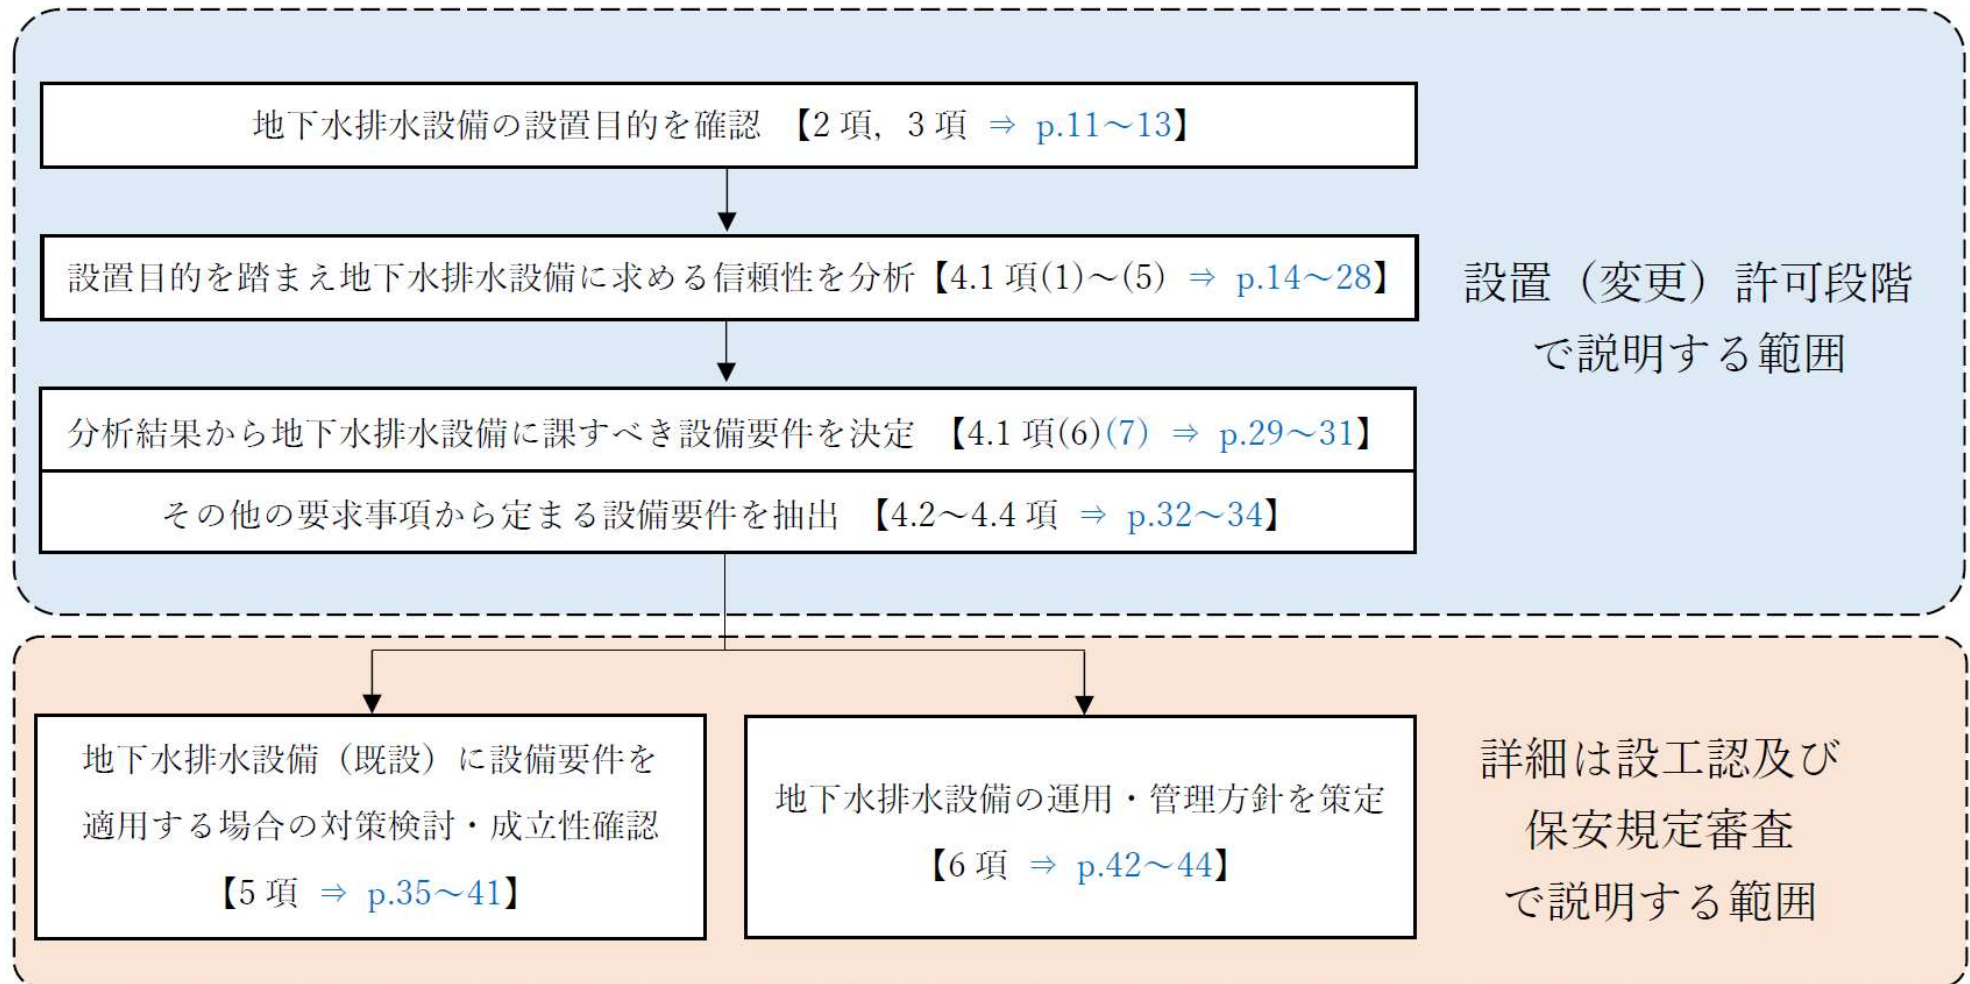 地下水排水設備の設置目的を確認 【2 項, 3 項 ⇒ p.11～13】
設置目的を踏まえ地下水排水設備に求める信頼性を分析【4.1 項(1)～(5) ⇒ p.14～28】
分析結果から地下水排水設備に課すべき設備要件を決定 【4.1 項(6)(7) ⇒ p.29～31】
その他の要求事項から定まる設備要件を抽出 【4.2～4.4 項 ⇒ p.32～34】
設置（変更）許可段階
で説明する範囲
地下水排水設備（既設）に設備要件を
適用する場合の対策検討・成立性確認
【5 項 ⇒ p.35～41】
地下水排水設備の運用・管理方針を策定
【6 項 ⇒ p.42～44】
詳細は設工認及び
保安規定審査
で説明する範囲